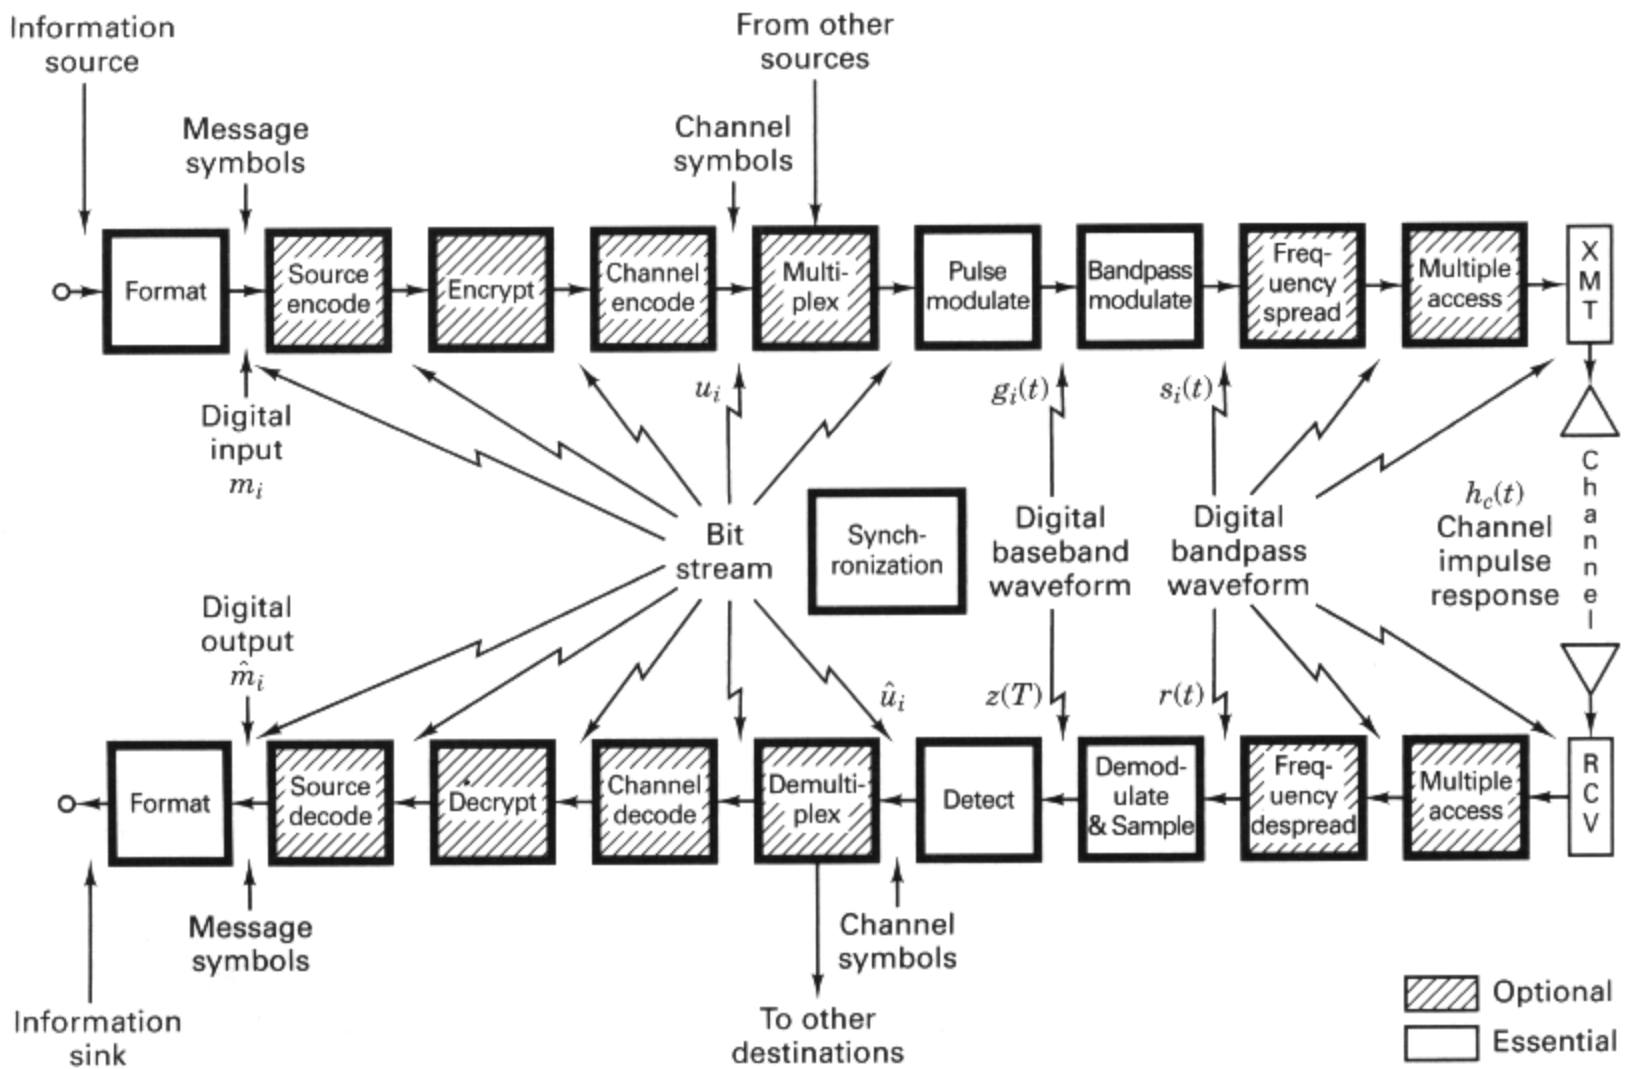 Information
source
From other
sources
Message
symbols
Channel
symbols
Format
Source
encode
Encrypt
Channel
encode
Multi-
plex
Pulse
modulate
Bandpass
modulate
Freq-
uency
spread
Multiple
access
X
M
T
Digital
input
m_i
u_i
g_i(t)
s_i(t)
Bit
stream
Synch-
ronization
Digital
baseband
waveform
Digital
bandpass
waveform
h_c(t)
Channel
impulse
response
C
h
a
n
n
e
l
Digital
output
m̂_i
û_i
z(T)
r(t)
Format
Source
decode
Decrypt
Channel
decode
Demulti-
plex
Detect
Demod-
ulate
& Sample
Freq-
uency
despread
Multiple
access
R
C
V
Message
symbols
Channel
symbols
Information
sink
To other
destinations
Optional
Essential